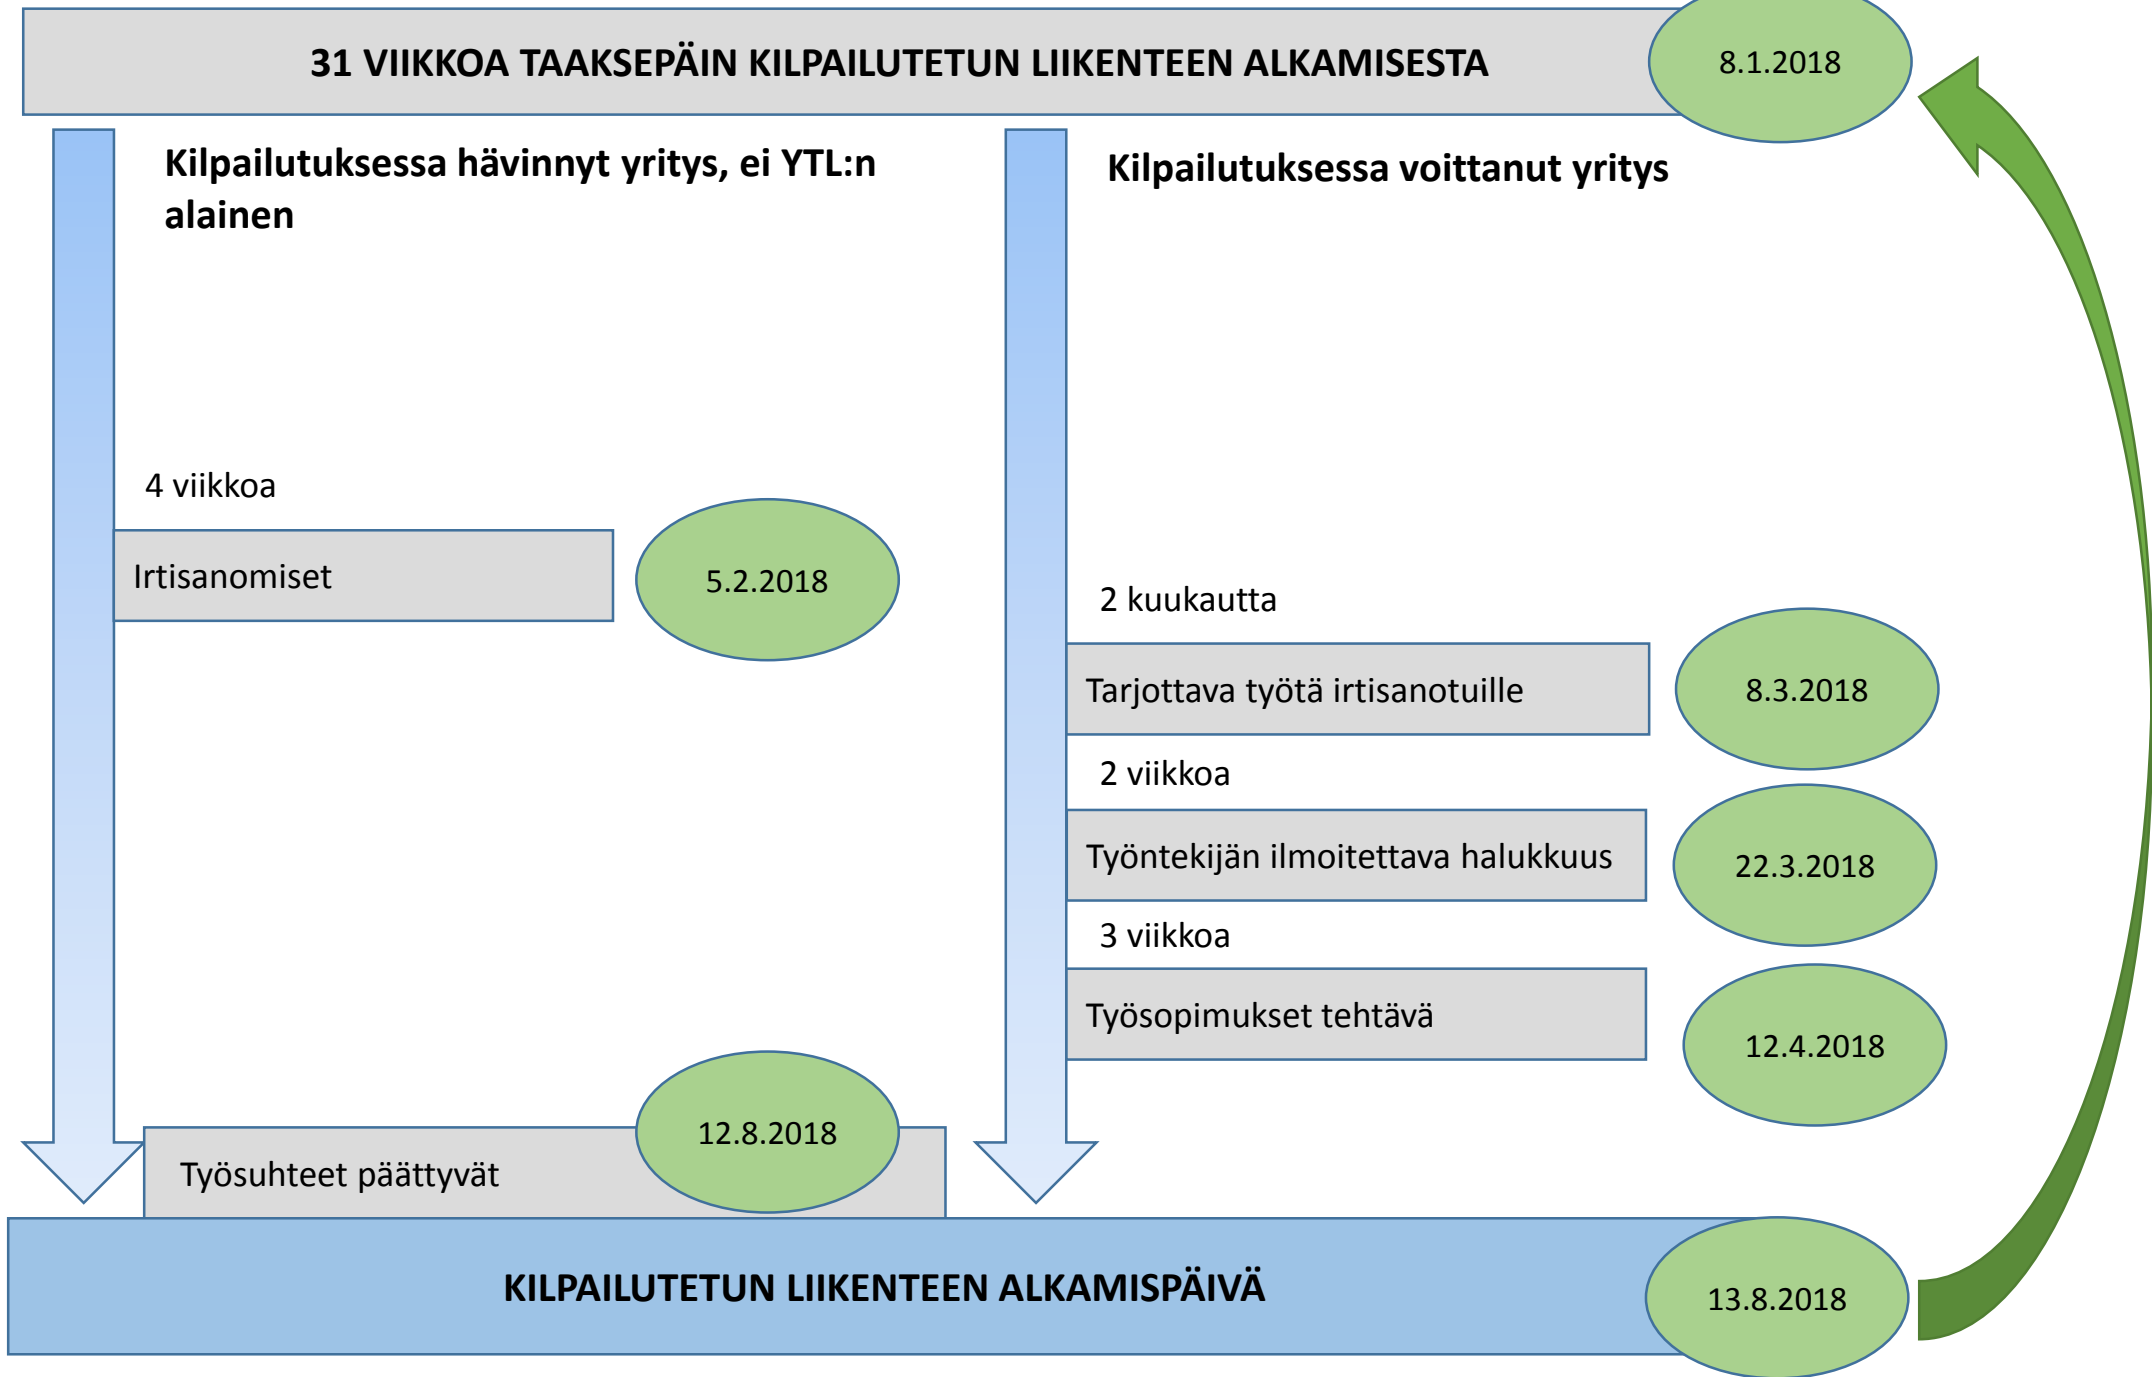 31 VIIKKOA TAAKSEPÄIN KILPAILUTETUN LIIKENTEEN ALKAMISESTA
8.1.2018
Kilpailutuksessa hävinnyt yritys, ei YTL:n
alainen
4 viikkoa
Irtisanomiset
5.2.2018
Työsuhteet päättyvät
12.8.2018
Kilpailutuksessa voittanut yritys
2 kuukautta
Tarjottava työtä irtisanotuille
8.3.2018
2 viikkoa
Työntekijän ilmoitettava halukkuus
22.3.2018
3 viikkoa
Työsopimukset tehtävä
12.4.2018
KILPAILUTETUN LIIKENTEEN ALKAMISPÄIVÄ
13.8.2018